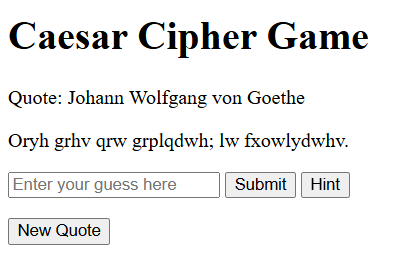 Caesar Cipher Game
Quote: Johann Wolfgang von Goethe
Oryh grhv qrw grplqdwh; lw fxowlydwhv.
Enter your guess here Submit Hint
New Quote